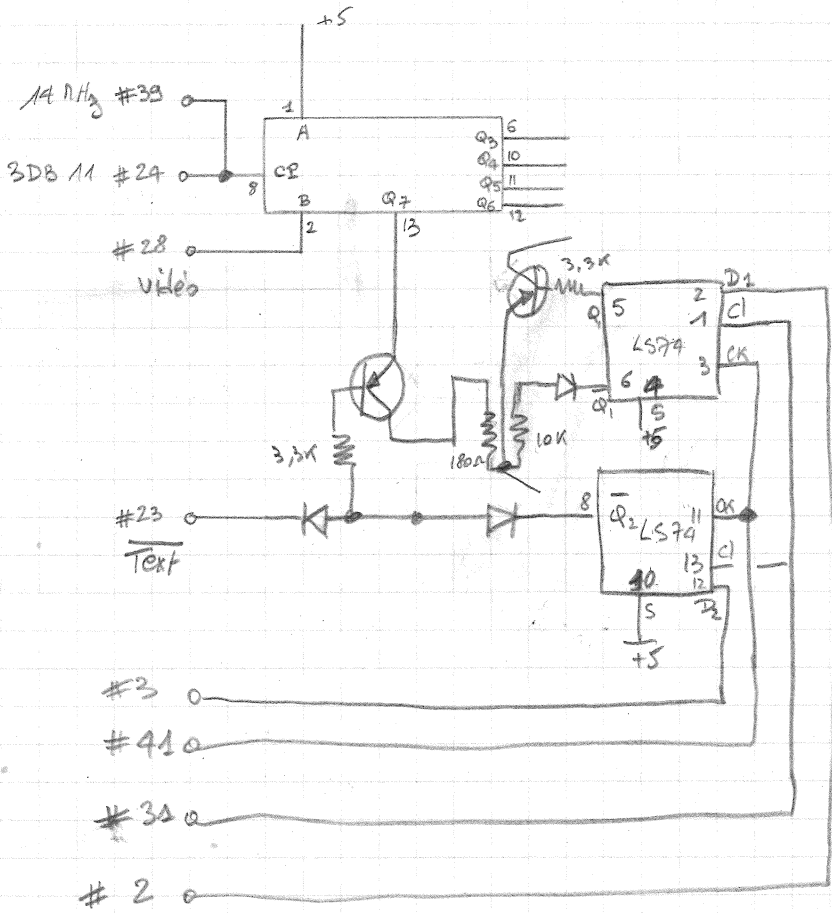 +5
14 MHz #39
1
A
Q3 6
3DB 11 #24
8
CP
Q4 10
Q5 11
B
Q7
Q6
12
2
13
#28
Vidéo
3,3K
D1
Q1
5
2
Cl
1
LS74
CK
3
6
4
Q̅1
S
+5
3,3K
180Ω
10K
#23
T̅e̅x̅t̅
8
Q̅2
LS74
11
CK
Cl
13
10
12
D2
S
+5
#3
#41
#31
#2